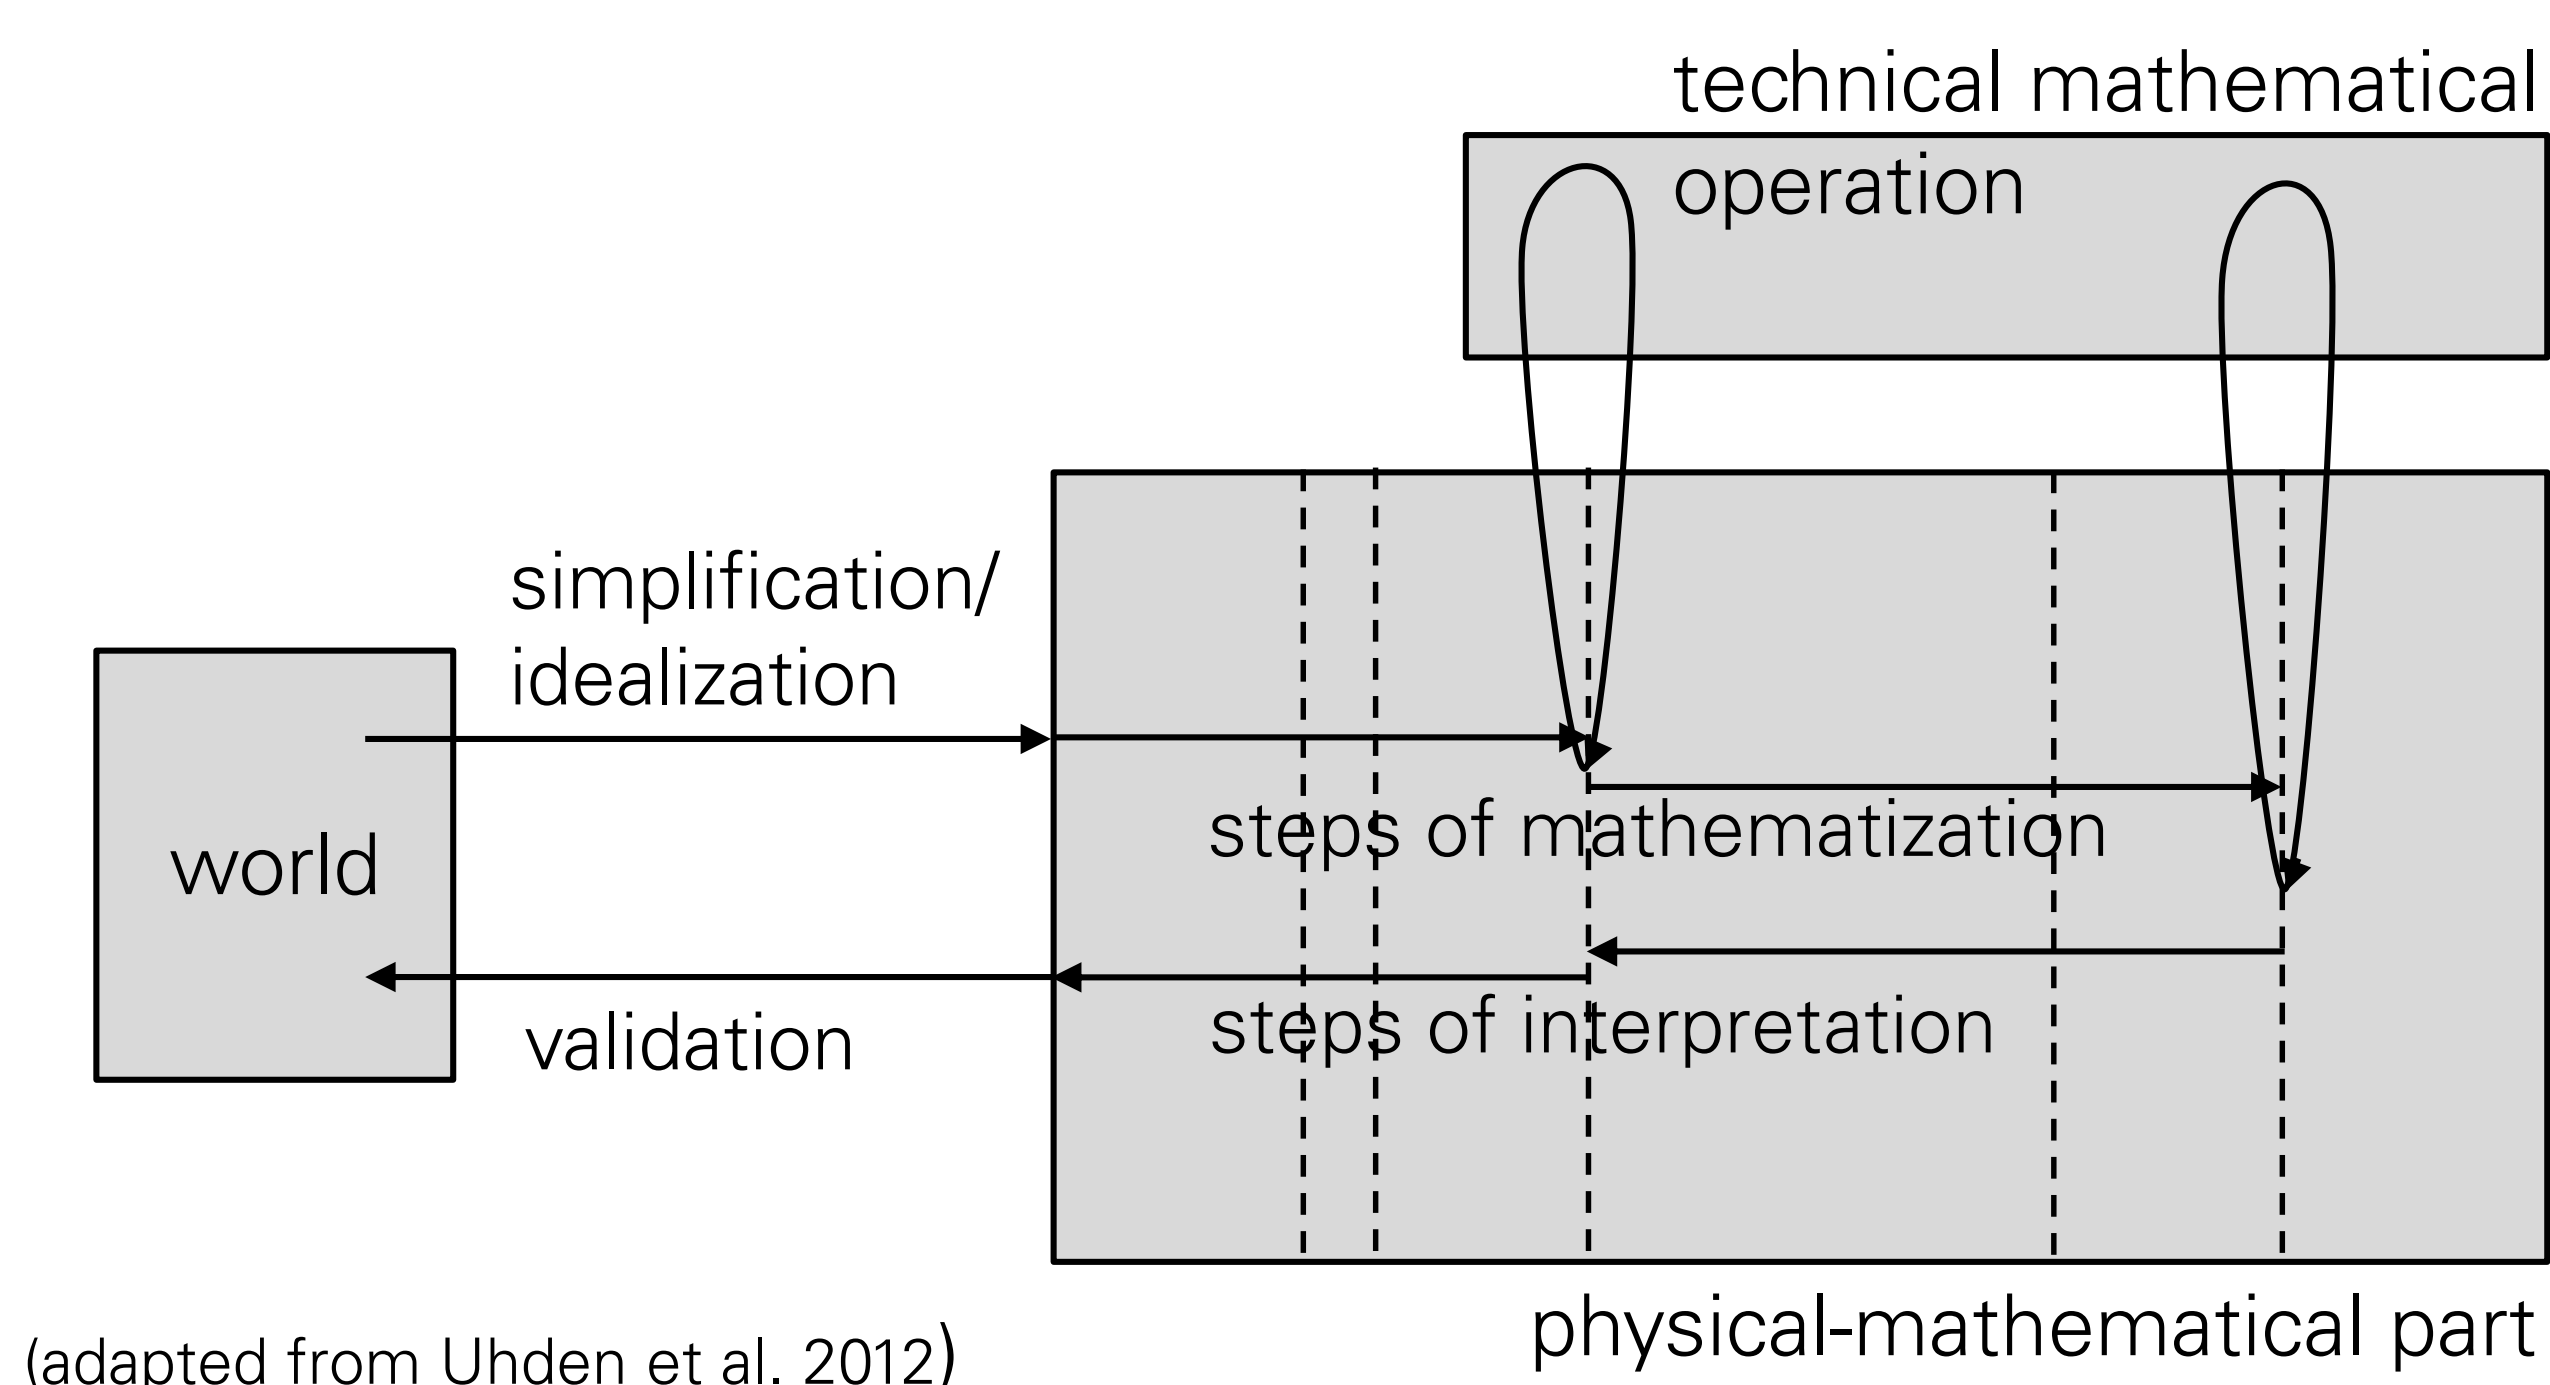 technical mathematical
operation
simplification/
idealization
world
steps of mathematization
validation
steps of interpretation
physical-mathematical part
(adapted from Uhden et al. 2012)